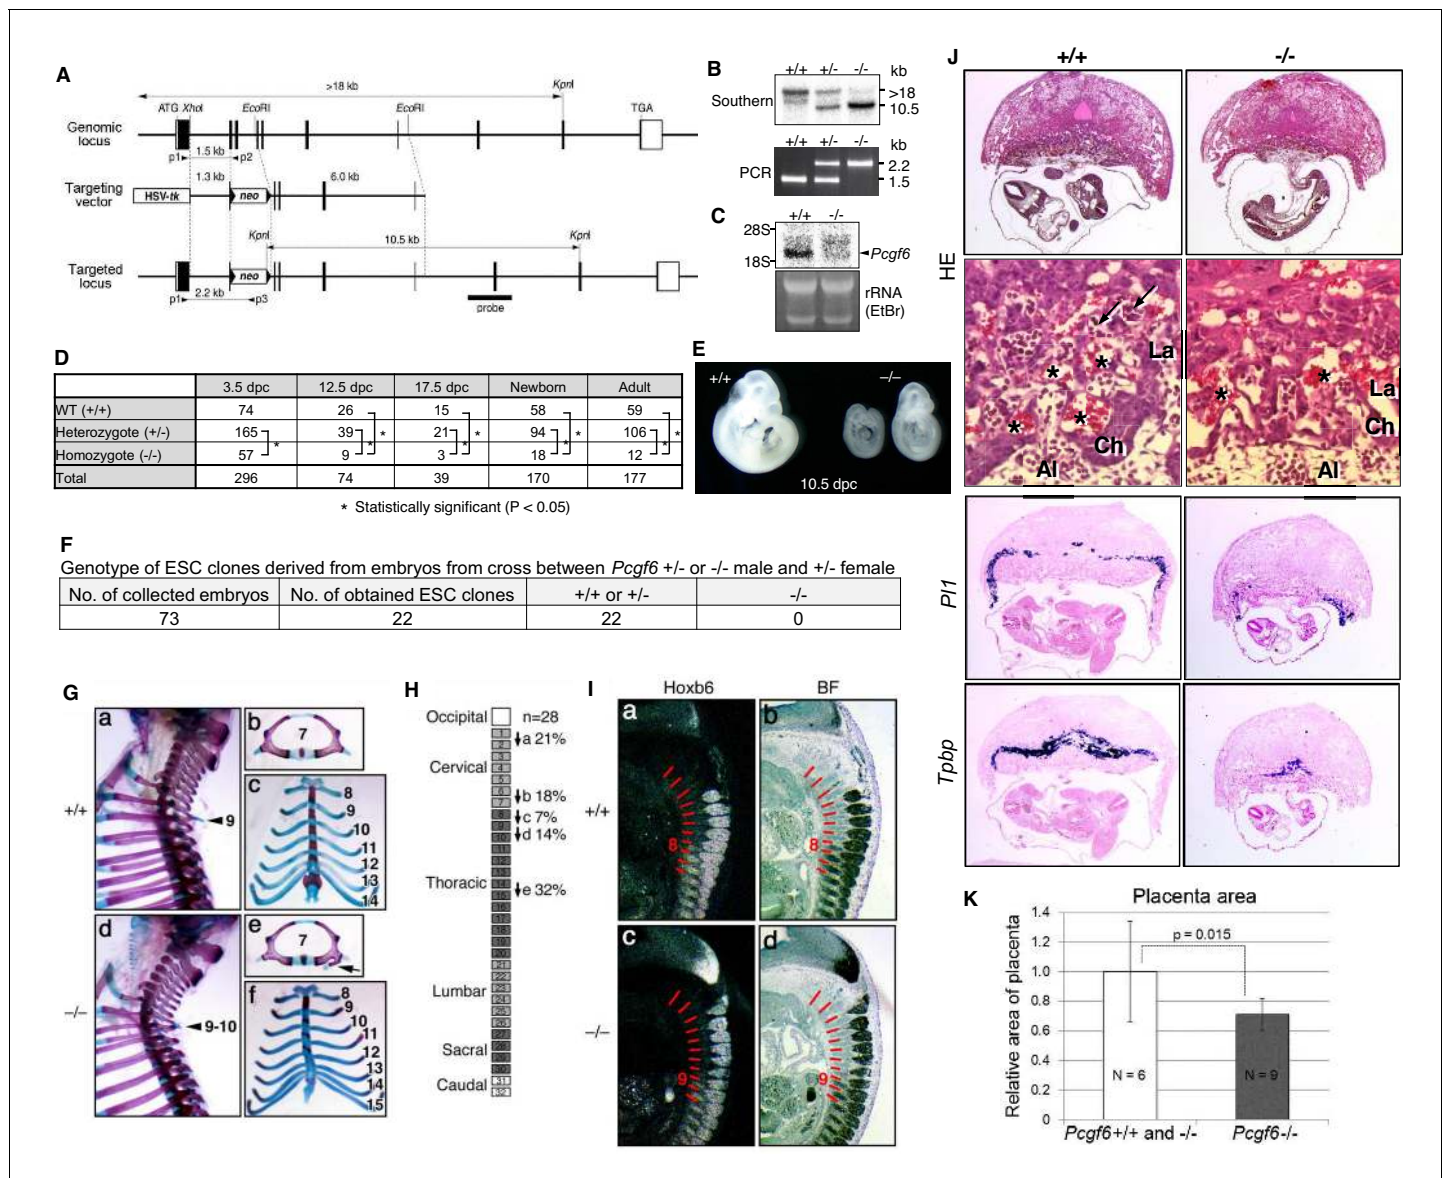 A
>18 kb
KpnI
ATG XhoI EcoRI EcoRI TGA
Genomic
locus
p1 1.5 kb p2
1.3 kb 6.0 kb
Targeting
vector
HSV-tk neo
KpnI 10.5 kb KpnI
Targeted
locus
neo
p1 2.2 kb p3
probe
B
+/+ +/- -/- kb
Southern
>18
10.5
+/+ +/- -/- kb
PCR
2.2
1.5
C
+/+ -/-
28S
18S
Pcgf6
rRNA
(EtBr)
D
3.5 dpc 12.5 dpc 17.5 dpc Newborn Adult
WT (+/+) 74 26 15 58 59
Heterozygote (+/-) 165 39 21 94 106
Homozygote (-/-) 57 9 3 18 12
Total 296 74 39 170 177
* Statistically significant (P < 0.05)
E
+/+ –/–
10.5 dpc
F
Genotype of ESC clones derived from embryos from cross between Pcgf6 +/- or -/- male and +/- female
No. of collected embryos No. of obtained ESC clones +/+ or +/- -/-
73 22 22 0
G
+/+
a
9
b
7
c
8
9
10
11
12
13
14
–/–
d
9-10
e
7
f
8
9
10
11
12
13
14
15
H
Occipital n=28
a 21%
Cervical
b 18%
c 7%
d 14%
Thoracic
e 32%
Lumbar
Sacral
Caudal
I
Hoxb6 BF
+/+
a
8
b
8
–/–
c
9
d
9
J
+/+ -/-
HE
* * * *
La
Ch
Al
* *
La
Ch
Al
Pl1
Tpbp
K
Placenta area
Relative area of placenta
1.4
1.2
1.0
0.8
0.6
0.4
0.2
0
p = 0.015
N = 6 N = 9
Pcgf6+/+ and -/- Pcgf6-/-